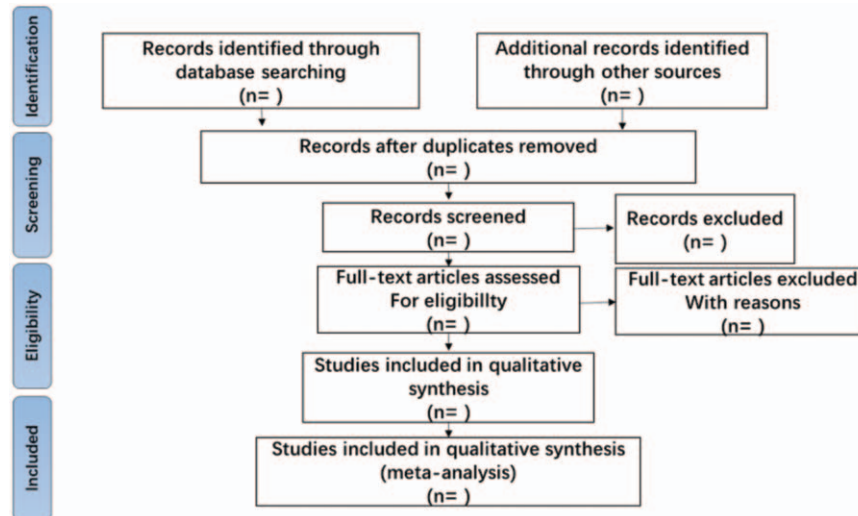 Identification
Records identified through
database searching
(n= )
Additional records identified
through other sources
(n= )
Screening
Records after duplicates removed
(n= )
Records screened
(n= )
Records excluded
(n= )
Eligibility
Full-text articles assessed
For eligibillty
(n= )
Full-text articles excluded
With reasons
(n= )
Studies included in qualitative
synthesis
(n= )
Included
Studies included in qualitative synthesis
(meta-analysis)
(n= )